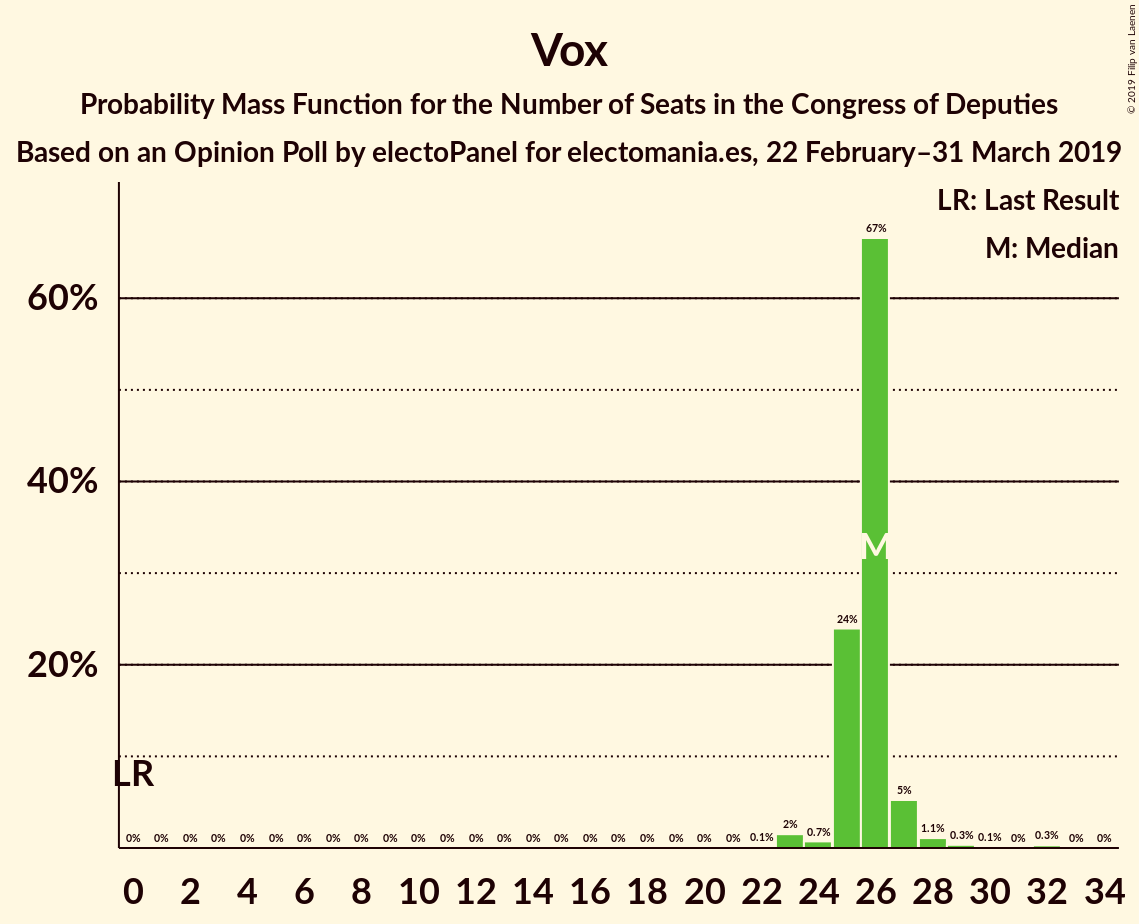 Vox
Probability Mass Function for the Number of Seats in the Congress of Deputies
Based on an Opinion Poll by electoPanel for electomania.es, 22 February–31 March 2019
© 2019 Filip van Laenen
LR: Last Result
M: Median
67%
60%
40%
M
24%
20%
LR
0% 0% 0% 0% 0% 0% 0% 0% 0% 0% 0% 0% 0% 0% 0% 0% 0% 0% 0% 0% 0% 0% 0.1% 2% 0.7% 5% 1.1% 0.3% 0.1% 0% 0.3% 0% 0%
0 2 4 6 8 10 12 14 16 18 20 22 24 26 28 30 32 34